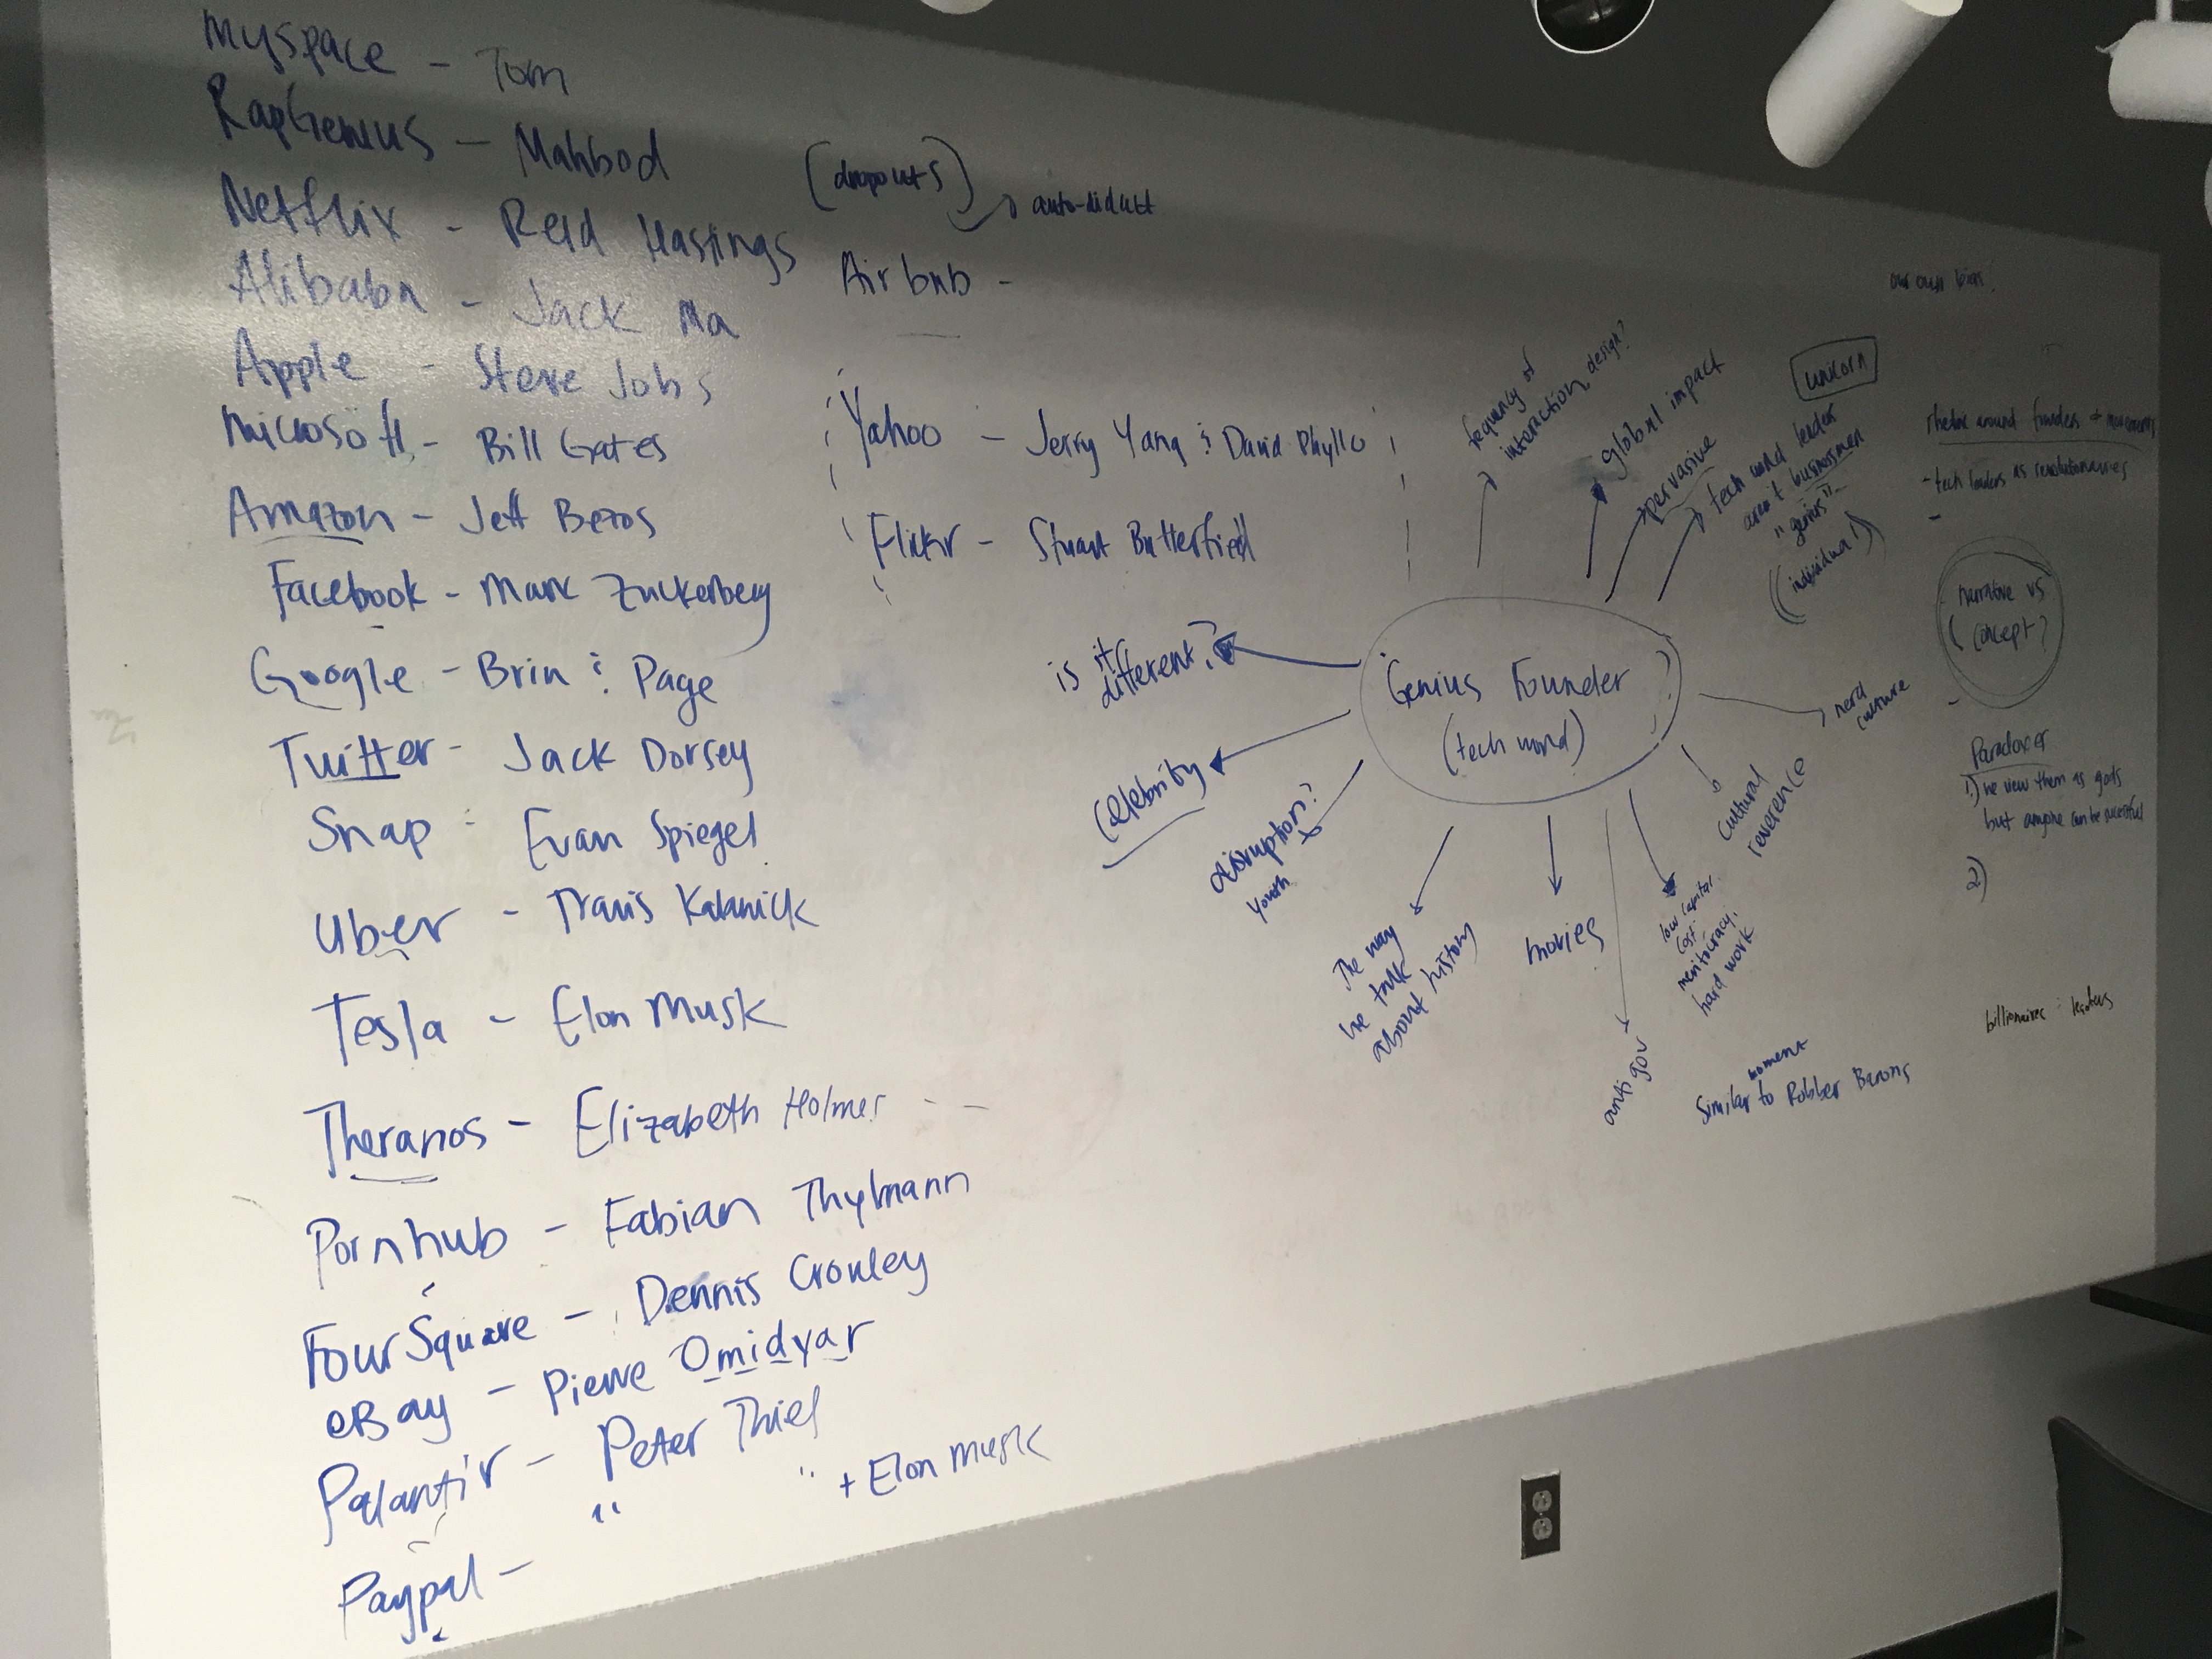 Myspace - Tom
RapGenius - Mahbod
Netflix - Reid Hastings
Alibaba - Jack Ma
Apple - Steve Jobs
Microsoft - Bill Gates
Amazon - Jeff Bezos
Facebook - Mark Zuckerberg
Google - Brin & Page
Twitter - Jack Dorsey
Snap - Evan Spiegel
Uber - Travis Kalanick
Tesla - Elon Musk
Theranos - Elizabeth Holmes --
Pornhub - Fabian Thylmann
FourSquare - Dennis Crowley
eBay - Pierre Omidyar
Palantir - Peter Thiel
Paypal - " " + Elon Musk
(dropouts)
auto-didact
Airbnb -
Yahoo - Jerry Yang & David Phyllo
Flickr - Stuart Butterfield
Genius Founder ?
(tech world)
is it
different?
Celebrity
disruption?
youth
The way
we talk
about history
movies
anti gov
low capital
cost,
meritocracy,
hard work
cultural
reverence
nerd
culture
frequency of
interaction, design?
global impact
pervasive
tech world leaders
aren't businessmen
"genius"
(individual)
unicorn
our own bias
rhetoric around founders + movements
- tech leaders as revolutionaries
-
narrative vs
(concept?
-
Paradoxes
1.) we view them as gods
but anyone can be successful
2)
billionaires : leaders
moment
Similar to Robber Barons